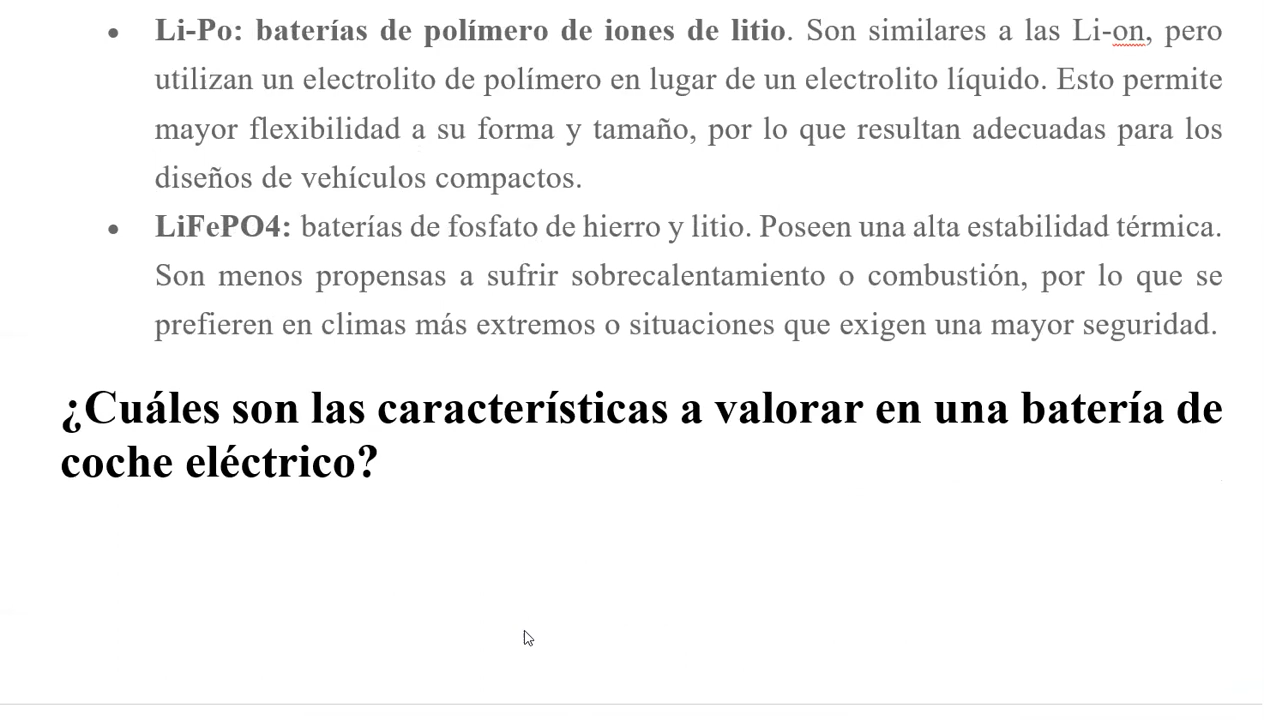 • Li-Po: baterías de polímero de iones de litio. Son similares a las Li-on, pero
utilizan un electrolito de polímero en lugar de un electrolito líquido. Esto permite
mayor flexibilidad a su forma y tamaño, por lo que resultan adecuadas para los
diseños de vehículos compactos.
• LiFePO4: baterías de fosfato de hierro y litio. Poseen una alta estabilidad térmica.
Son menos propensas a sufrir sobrecalentamiento o combustión, por lo que se
prefieren en climas más extremos o situaciones que exigen una mayor seguridad.
¿Cuáles son las características a valorar en una batería de
coche eléctrico?